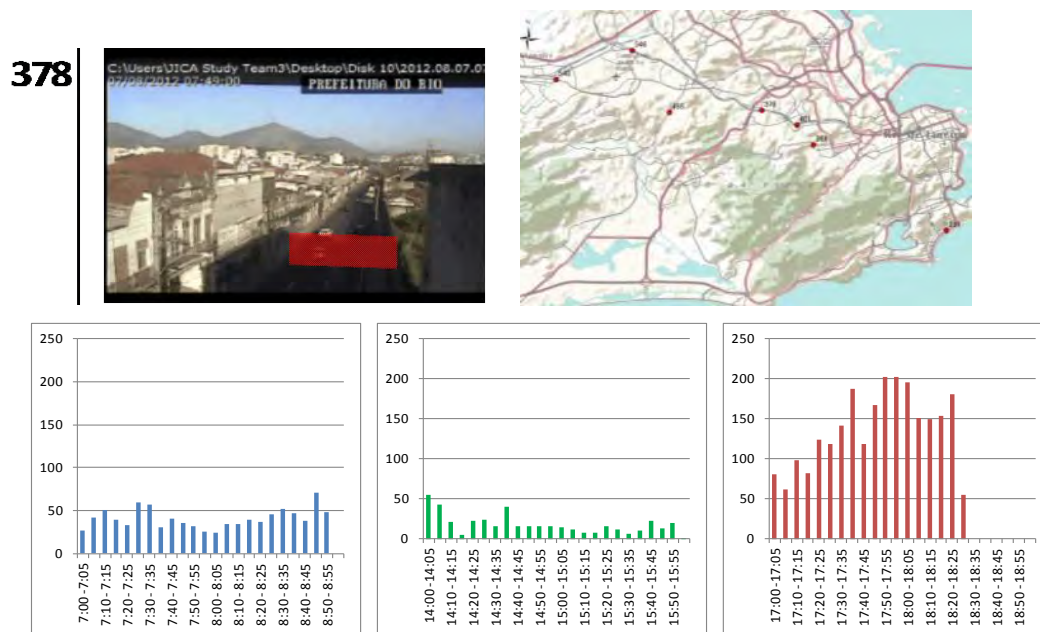 378
C:\Users\JICA Study Team3\Desktop\Disk 10\2012.08.07.07
07/08/2012 07:49:00
PREFEITURA DO RIO
250
200
150
100
50
0
7:00 - 7:05
7:10 - 7:15
7:20 - 7:25
7:30 - 7:35
7:40 - 7:45
7:50 - 7:55
8:00 - 8:05
8:10 - 8:15
8:20 - 8:25
8:30 - 8:35
8:40 - 8:45
8:50 - 8:55
250
200
150
100
50
0
14:00 - 14:05
14:10 - 14:15
14:20 - 14:25
14:30 - 14:35
14:40 - 14:45
14:50 - 14:55
15:00 - 15:05
15:10 - 15:15
15:20 - 15:25
15:30 - 15:35
15:40 - 15:45
15:50 - 15:55
250
200
150
100
50
0
17:00 - 17:05
17:10 - 17:15
17:20 - 17:25
17:30 - 17:35
17:40 - 17:45
17:50 - 17:55
18:00 - 18:05
18:10 - 18:15
18:20 - 18:25
18:30 - 18:35
18:40 - 18:45
18:50 - 18:55